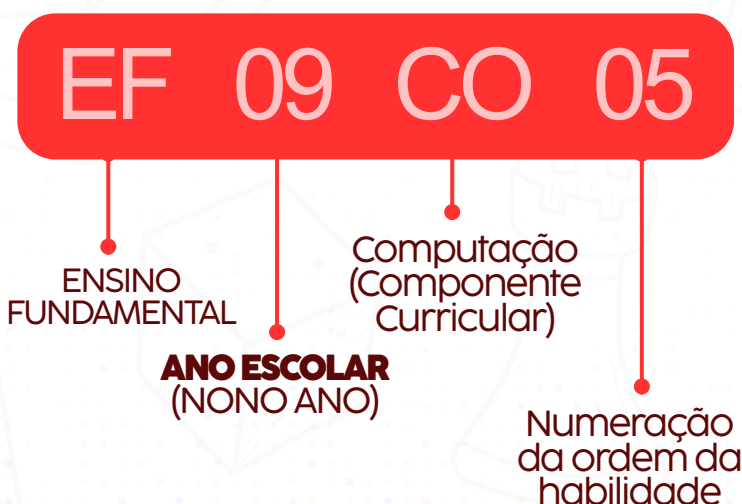 EF 09 CO 05
ENSINO
FUNDAMENTAL
ANO ESCOLAR
(NONO ANO)
Computação
(Componente
Curricular)
Numeração
da ordem da
habilidade